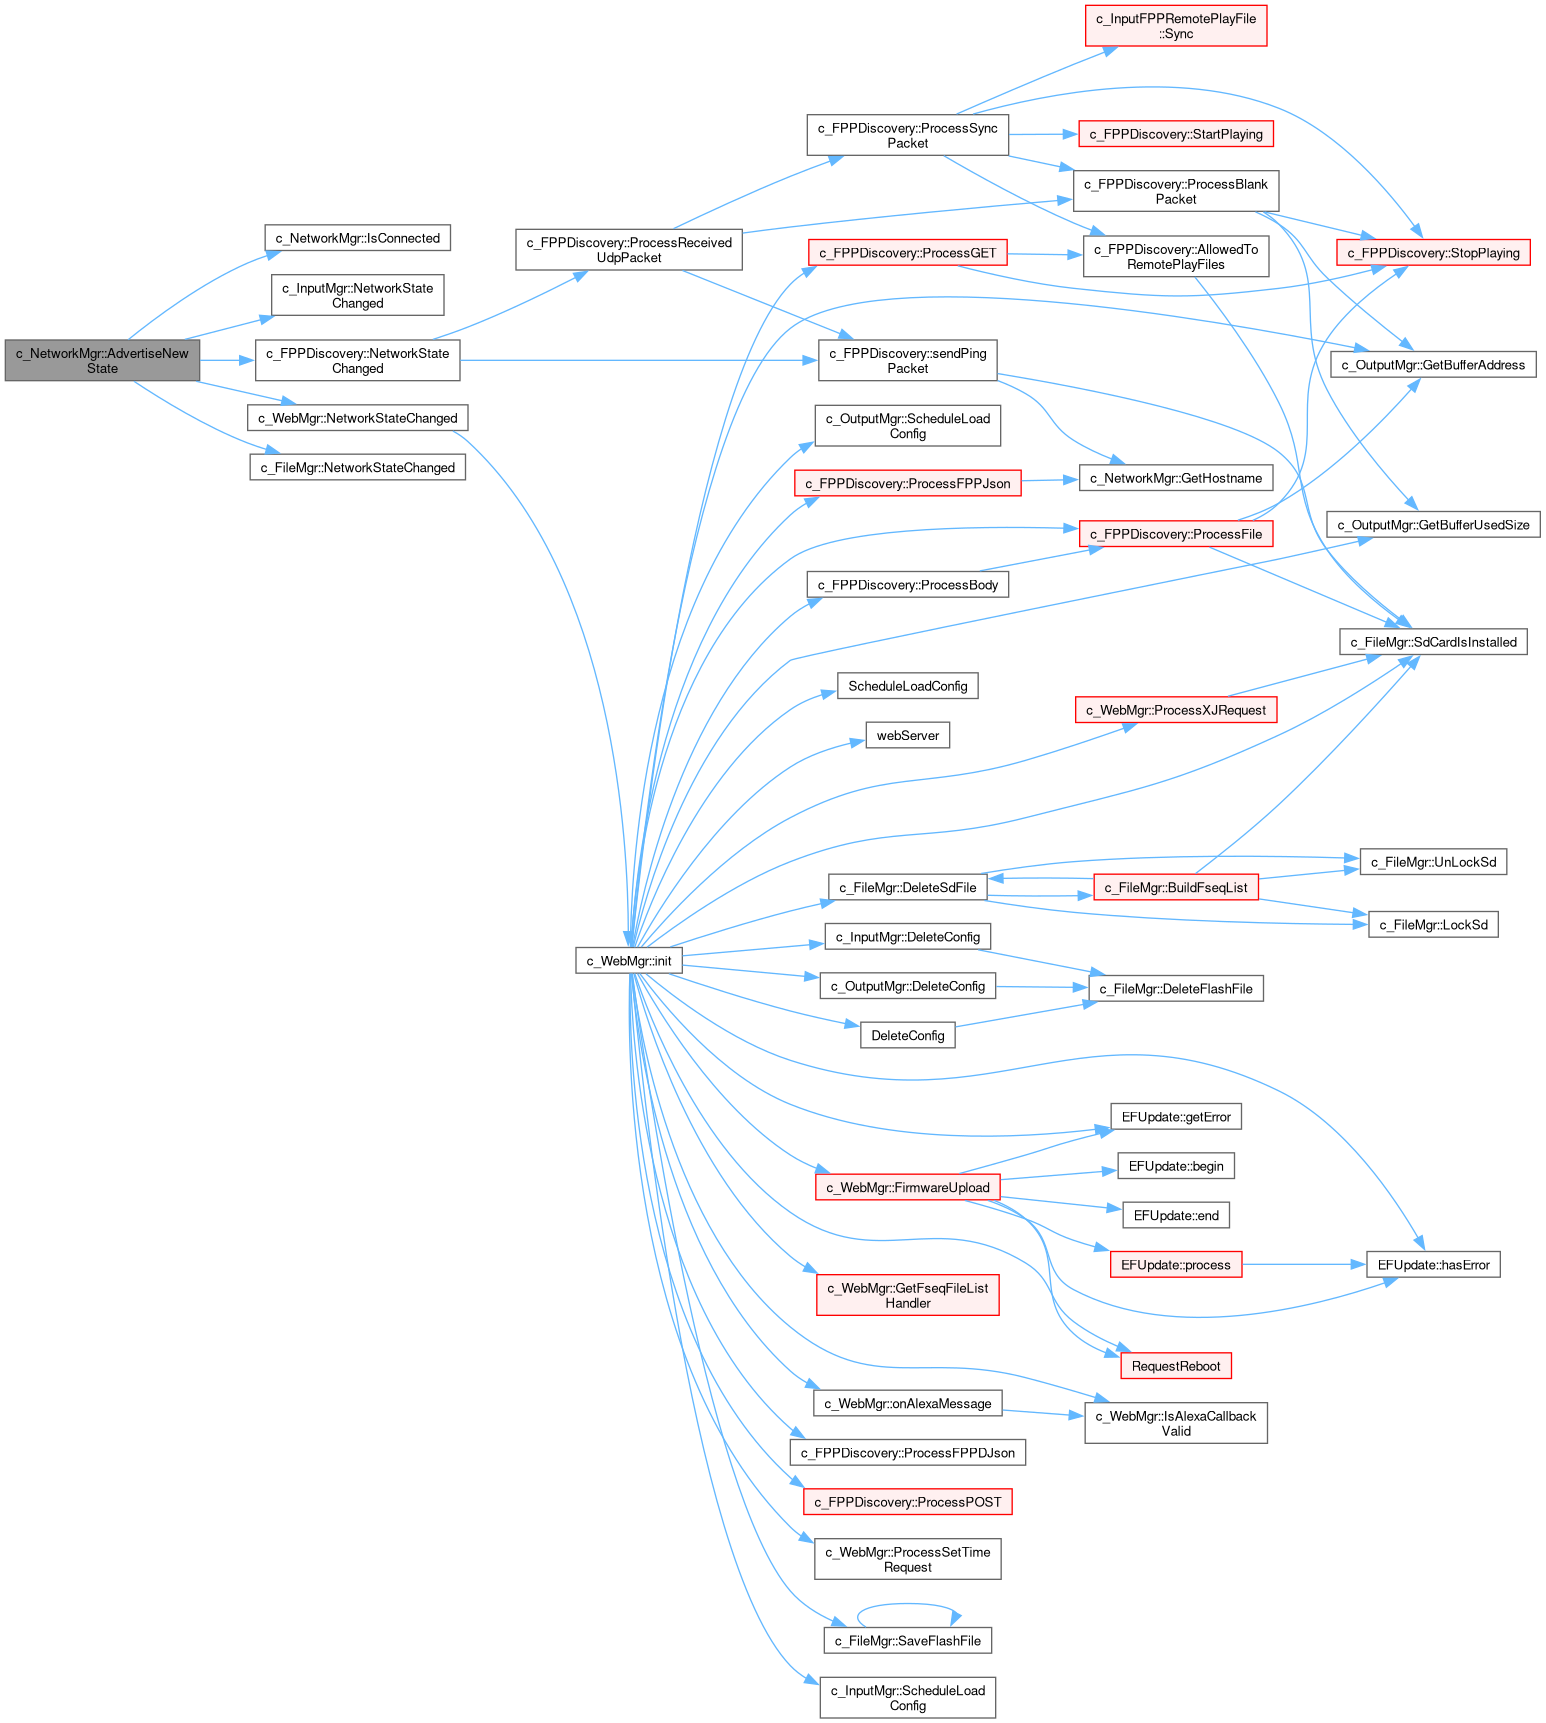 c_NetworkMgr::AdvertiseNew
State
c_NetworkMgr::IsConnected
c_InputMgr::NetworkState
Changed
c_FPPDiscovery::NetworkState
Changed
c_WebMgr::NetworkStateChanged
c_FileMgr::NetworkStateChanged
c_FPPDiscovery::ProcessReceived
UdpPacket
c_WebMgr::init
c_FPPDiscovery::ProcessSync
Packet
c_FPPDiscovery::ProcessGET
c_FPPDiscovery::sendPing
Packet
c_OutputMgr::ScheduleLoad
Config
c_FPPDiscovery::ProcessFPPJson
c_FPPDiscovery::ProcessBody
ScheduleLoadConfig
webServer
c_FileMgr::DeleteSdFile
c_InputMgr::DeleteConfig
c_OutputMgr::DeleteConfig
DeleteConfig
c_WebMgr::FirmwareUpload
c_WebMgr::GetFseqFileList
Handler
c_WebMgr::onAlexaMessage
c_FPPDiscovery::ProcessFPPDJson
c_FPPDiscovery::ProcessPOST
c_WebMgr::ProcessSetTime
Request
c_FileMgr::SaveFlashFile
c_InputMgr::ScheduleLoad
Config
c_InputFPPRemotePlayFile
::Sync
c_FPPDiscovery::StartPlaying
c_FPPDiscovery::ProcessBlank
Packet
c_FPPDiscovery::AllowedTo
RemotePlayFiles
c_NetworkMgr::GetHostname
c_FPPDiscovery::ProcessFile
c_WebMgr::ProcessXJRequest
c_FileMgr::BuildFseqList
c_FileMgr::DeleteFlashFile
EFUpdate::getError
EFUpdate::begin
EFUpdate::end
EFUpdate::process
RequestReboot
c_WebMgr::IsAlexaCallback
Valid
c_FPPDiscovery::StopPlaying
c_OutputMgr::GetBufferAddress
c_OutputMgr::GetBufferUsedSize
c_FileMgr::SdCardIsInstalled
c_FileMgr::UnLockSd
c_FileMgr::LockSd
EFUpdate::hasError